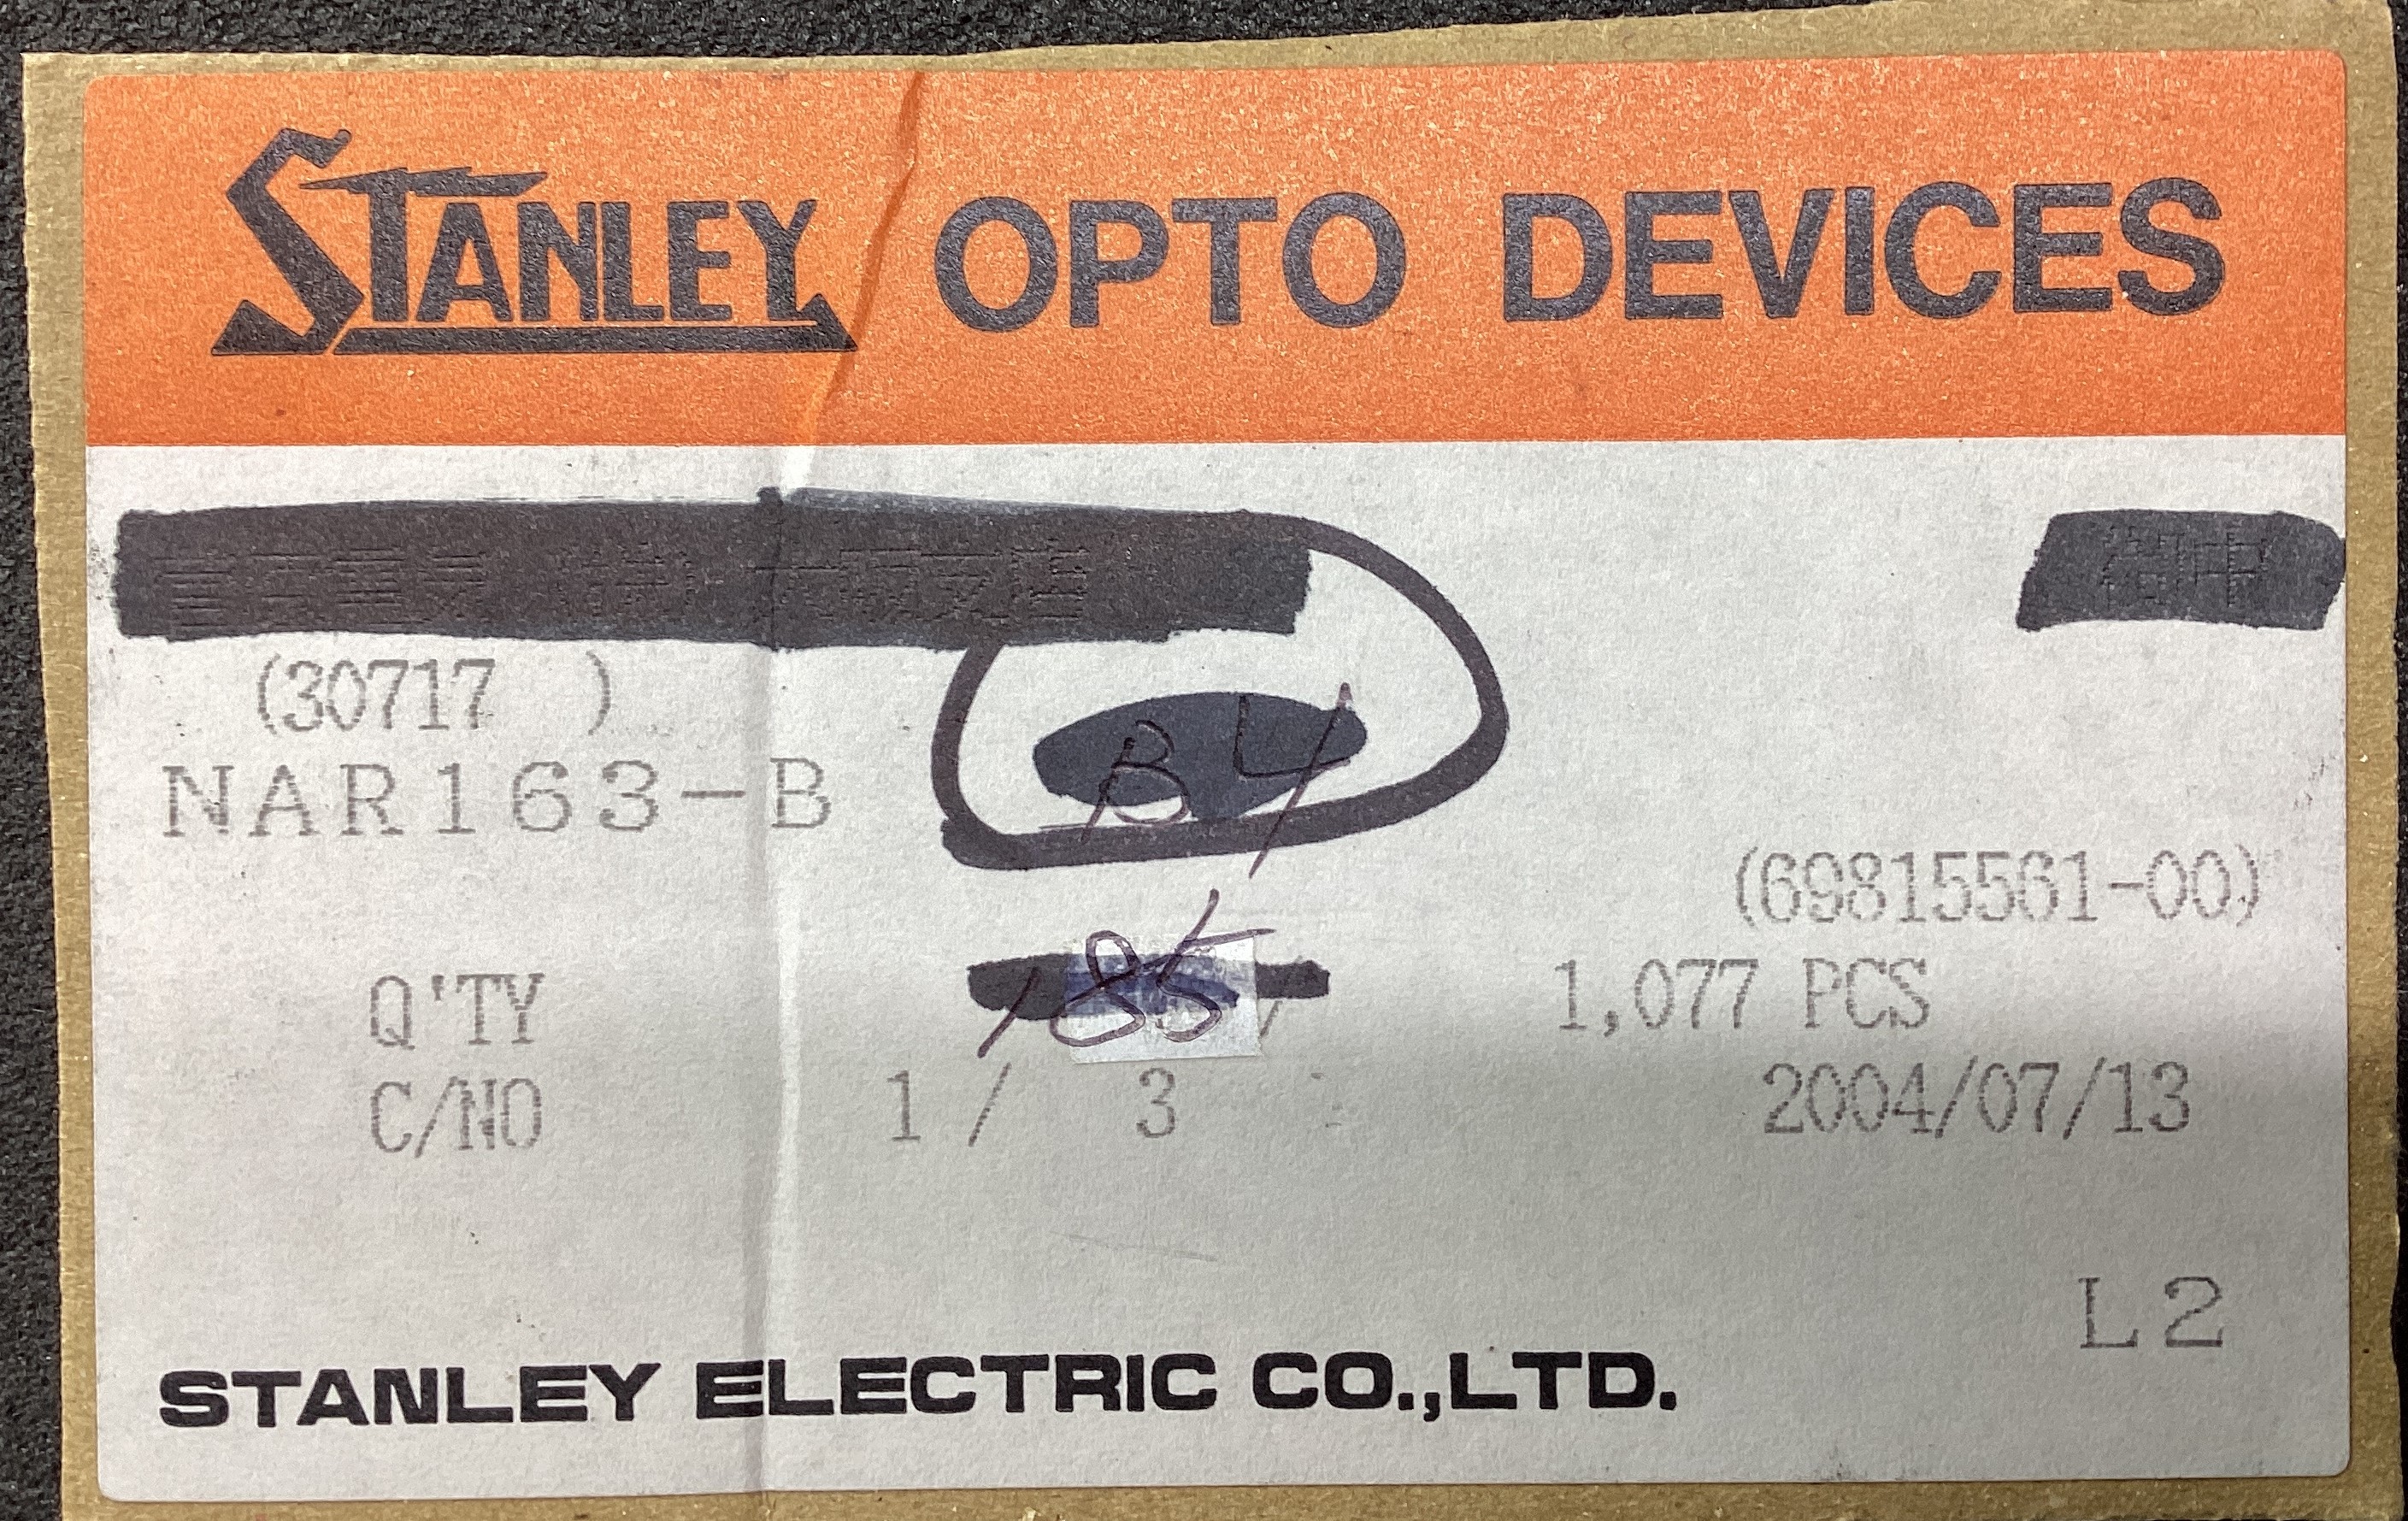 STANLEY OPTO DEVICES
(30717 )
NAR163-B
B4
(69815561-00)
Q'TY 185 1,077 PCS
C/NO 1 / 3 2004/07/13
L2
STANLEY ELECTRIC CO.,LTD.